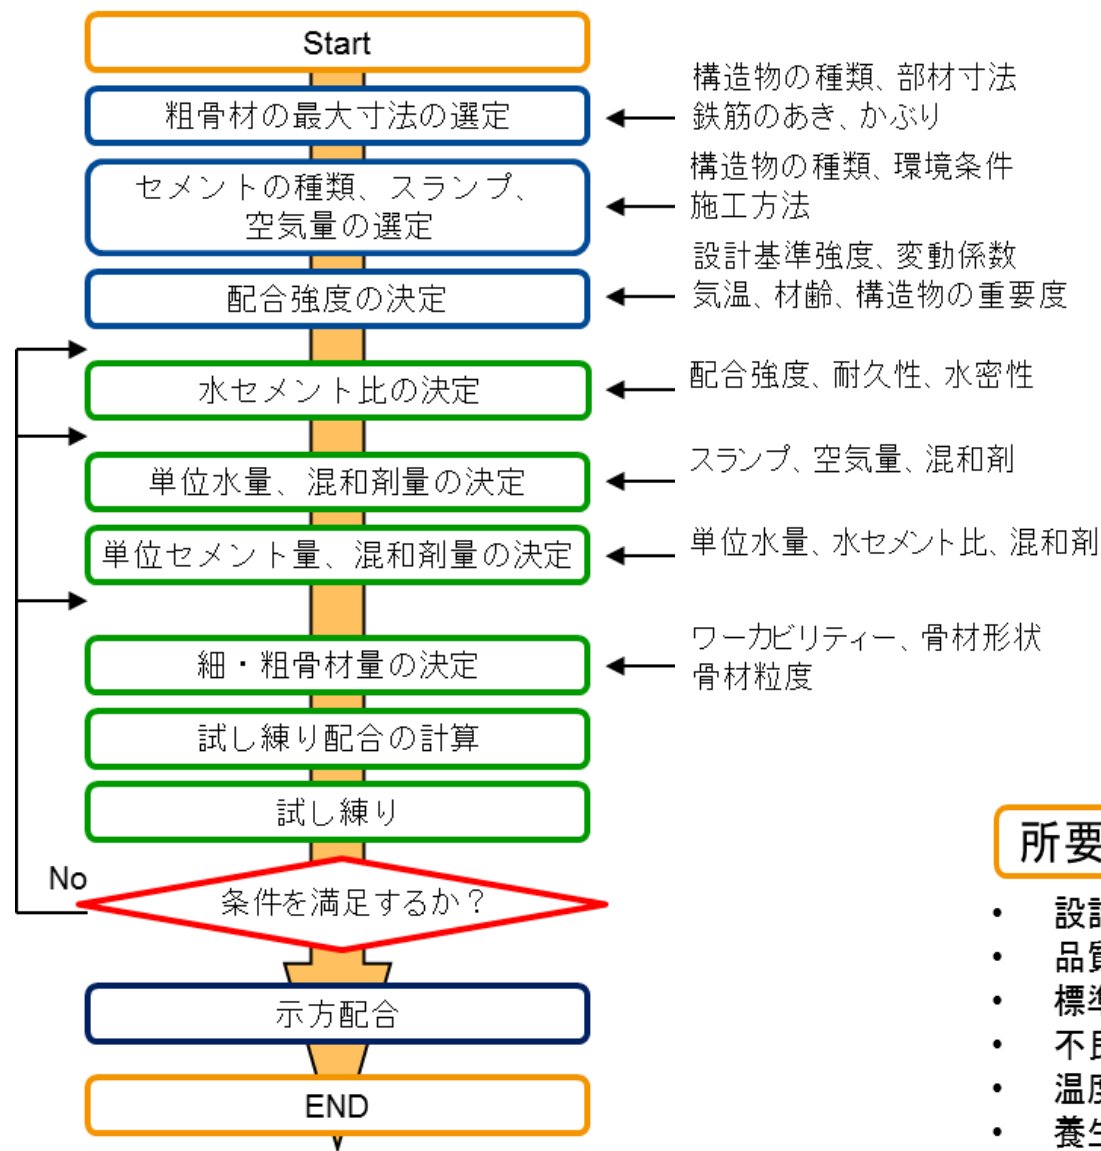 Start
粗骨材の最大寸法の選定
構造物の種類、部材寸法
鉄筋のあき、かぶり
セメントの種類、スランプ、
空気量の選定
構造物の種類、環境条件
施工方法
配合強度の決定
設計基準強度、変動係数
気温、材齢、構造物の重要度
水セメント比の決定
配合強度、耐久性、水密性
単位水量、混和剤量の決定
スランプ、空気量、混和剤
単位セメント量、混和剤量の決定
単位水量、水セメント比、混和剤
細・粗骨材量の決定
ワーカビリティー、骨材形状
骨材粒度
試し練り配合の計算
試し練り
No
条件を満足するか？
示方配合
END
所要
• 設
• 品
• 標
• 不
• 温
• 養